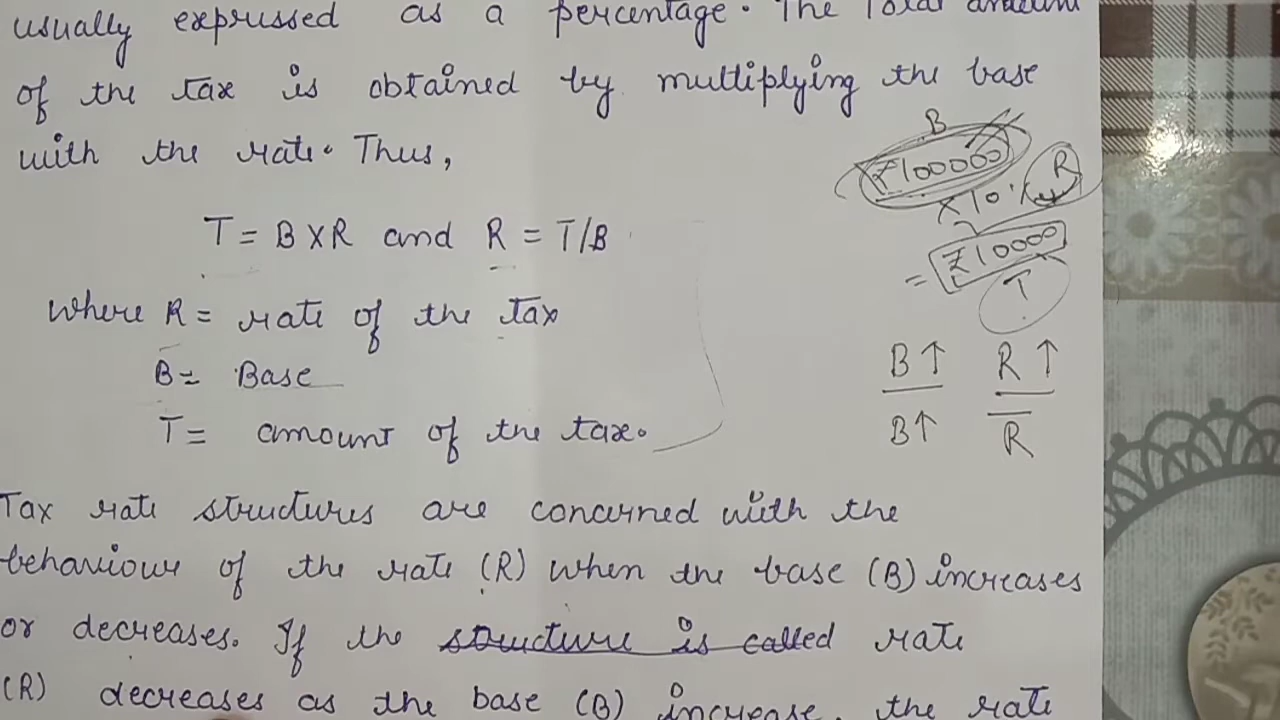 usually expressed as a percentage. The Total amount
of the tax is obtained by multiplying the base
with the rate. Thus,
T = B X R and R = T/B
where R = rate of the tax
B = Base
T = amount of the tax.
Tax rate structures are concerned with the
behaviour of the rate (R) when the base (B) increases
or decreases. If the structure is called rate
(R) decreases as the base (B) increase, the rate
B
₹100000
X 10% R
= ₹10000
T
B↑ R↑
B↑ R